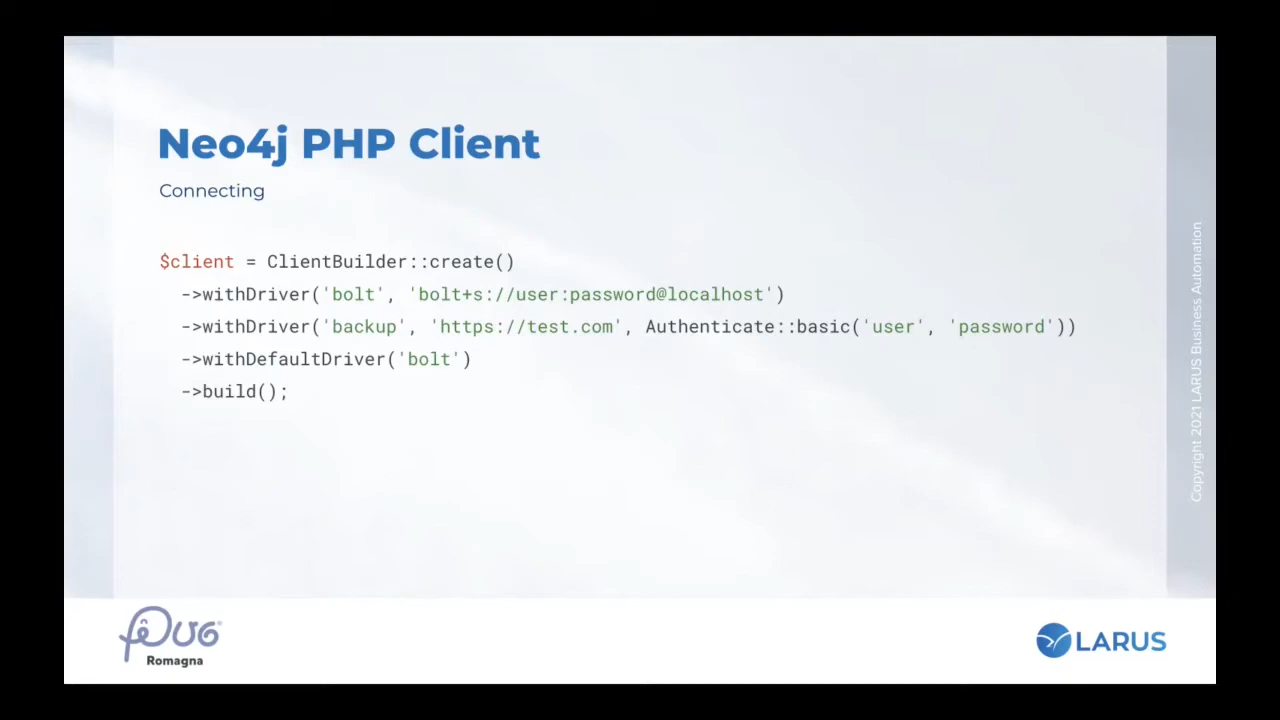 Neo4j PHP Client
Connecting
$client = ClientBuilder::create()
->withDriver('bolt', 'bolt+s://user:password@localhost')
->withDriver('backup', 'https://test.com', Authenticate::basic('user', 'password'))
->withDefaultDriver('bolt')
->build();
Copyright 2021 LARUS Business Automation
PUG®
Romagna
LARUS